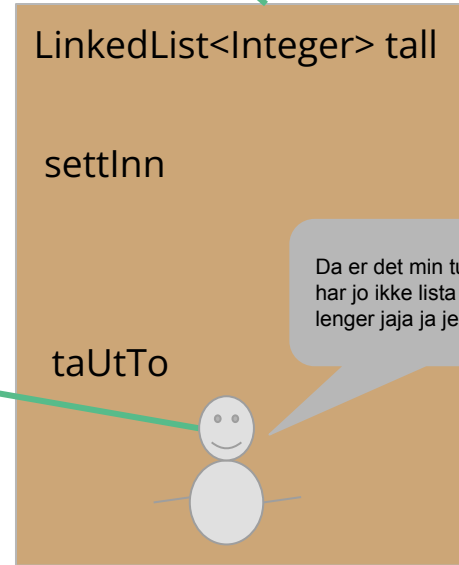 LinkedList<Integer> tall
settInn
Da er det min
har jo ikke lista
lenger jaja ja
taUtTo